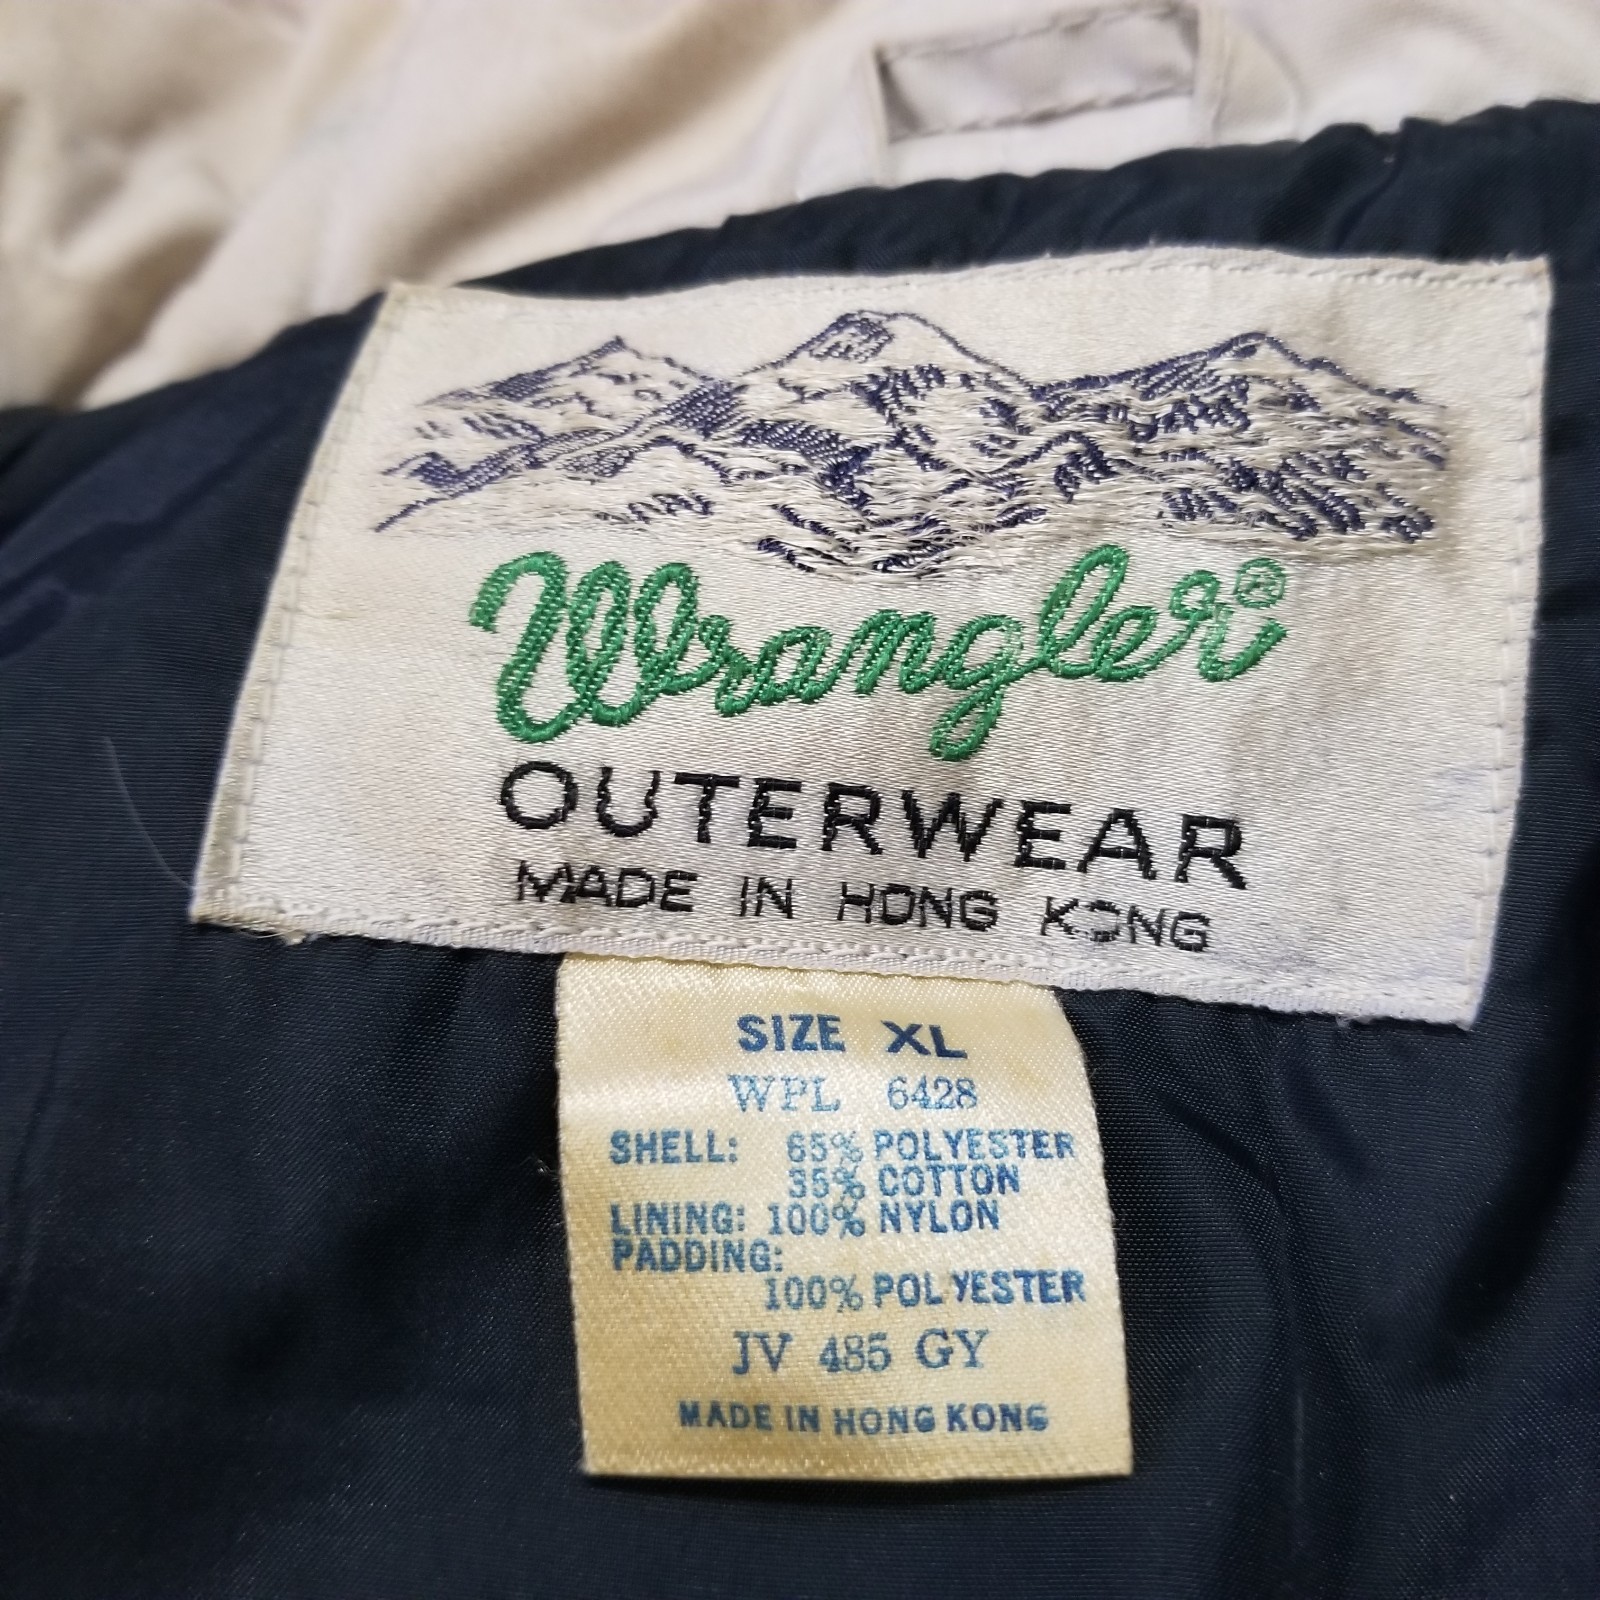 Wrangler®
OUTERWEAR
MADE IN HONG KONG
SIZE XL
WPL 6428
SHELL: 65% POLYESTER
35% COTTON
LINING: 100% NYLON
PADDING:
100% POLYESTER
JV 485 GY
MADE IN HONG KONG